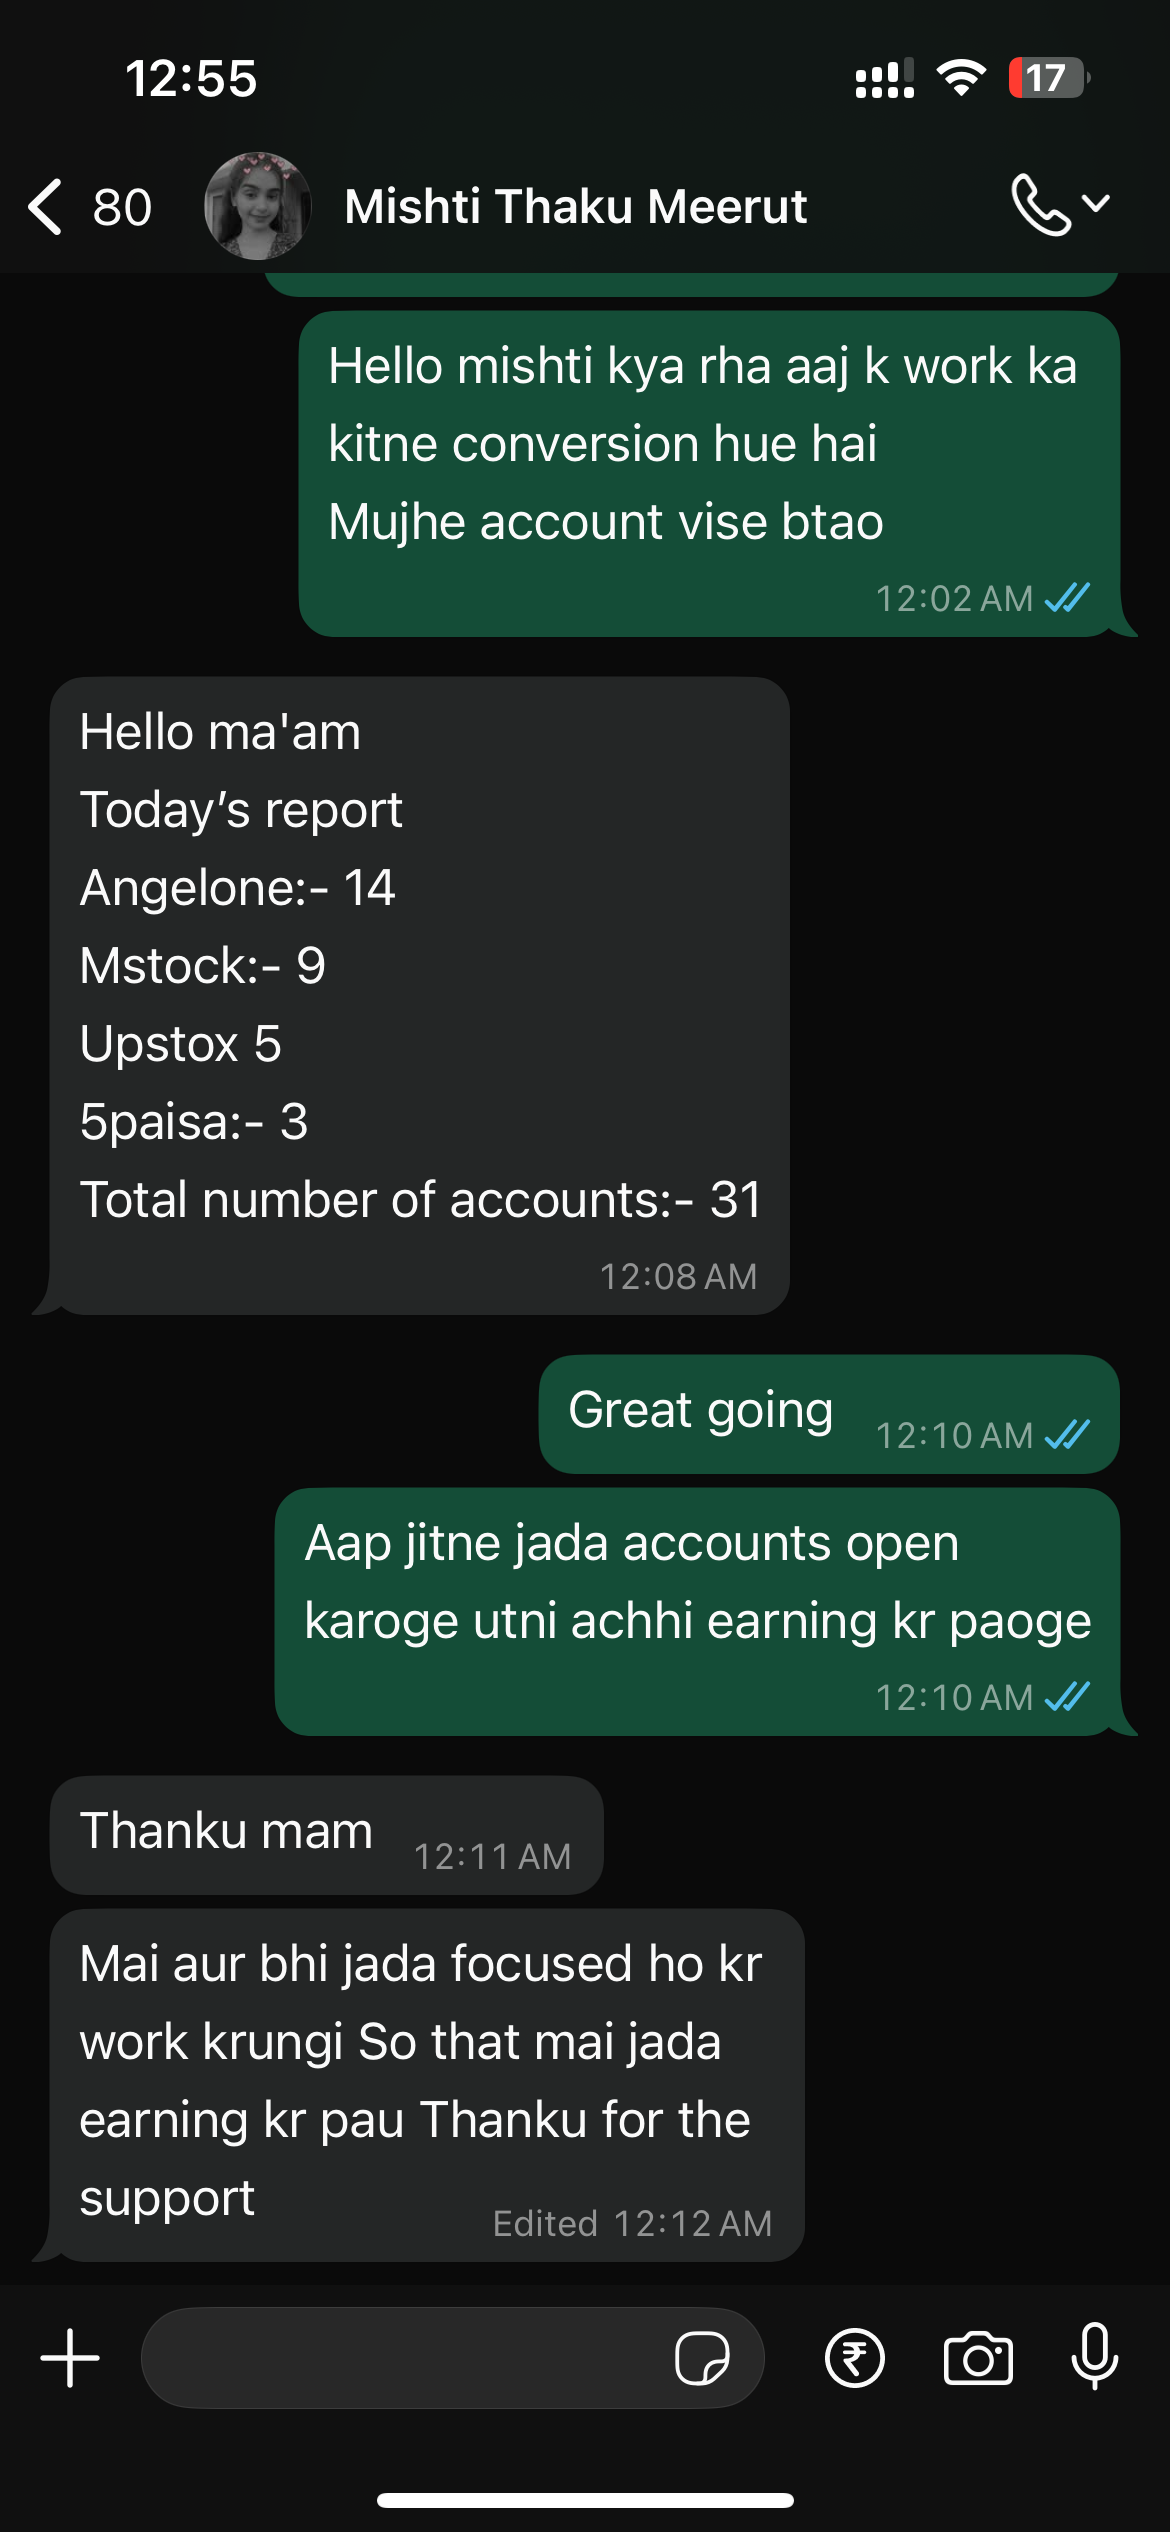 12:55
17
80
Mishti Thaku Meerut
Hello mishti kya rha aaj k work ka
kitne conversion hue hai
Mujhe account vise btao
12:02 AM
Hello ma'am
Today’s report
Angelone:- 14
Mstock:- 9
Upstox 5
5paisa:- 3
Total number of accounts:- 31
12:08 AM
Great going
12:10 AM
Aap jitne jada accounts open
karoge utni achhi earning kr paoge
12:10 AM
Thanku mam
12:11 AM
Mai aur bhi jada focused ho kr
work krungi So that mai jada
earning kr pau Thanku for the
support
Edited 12:12 AM
₹